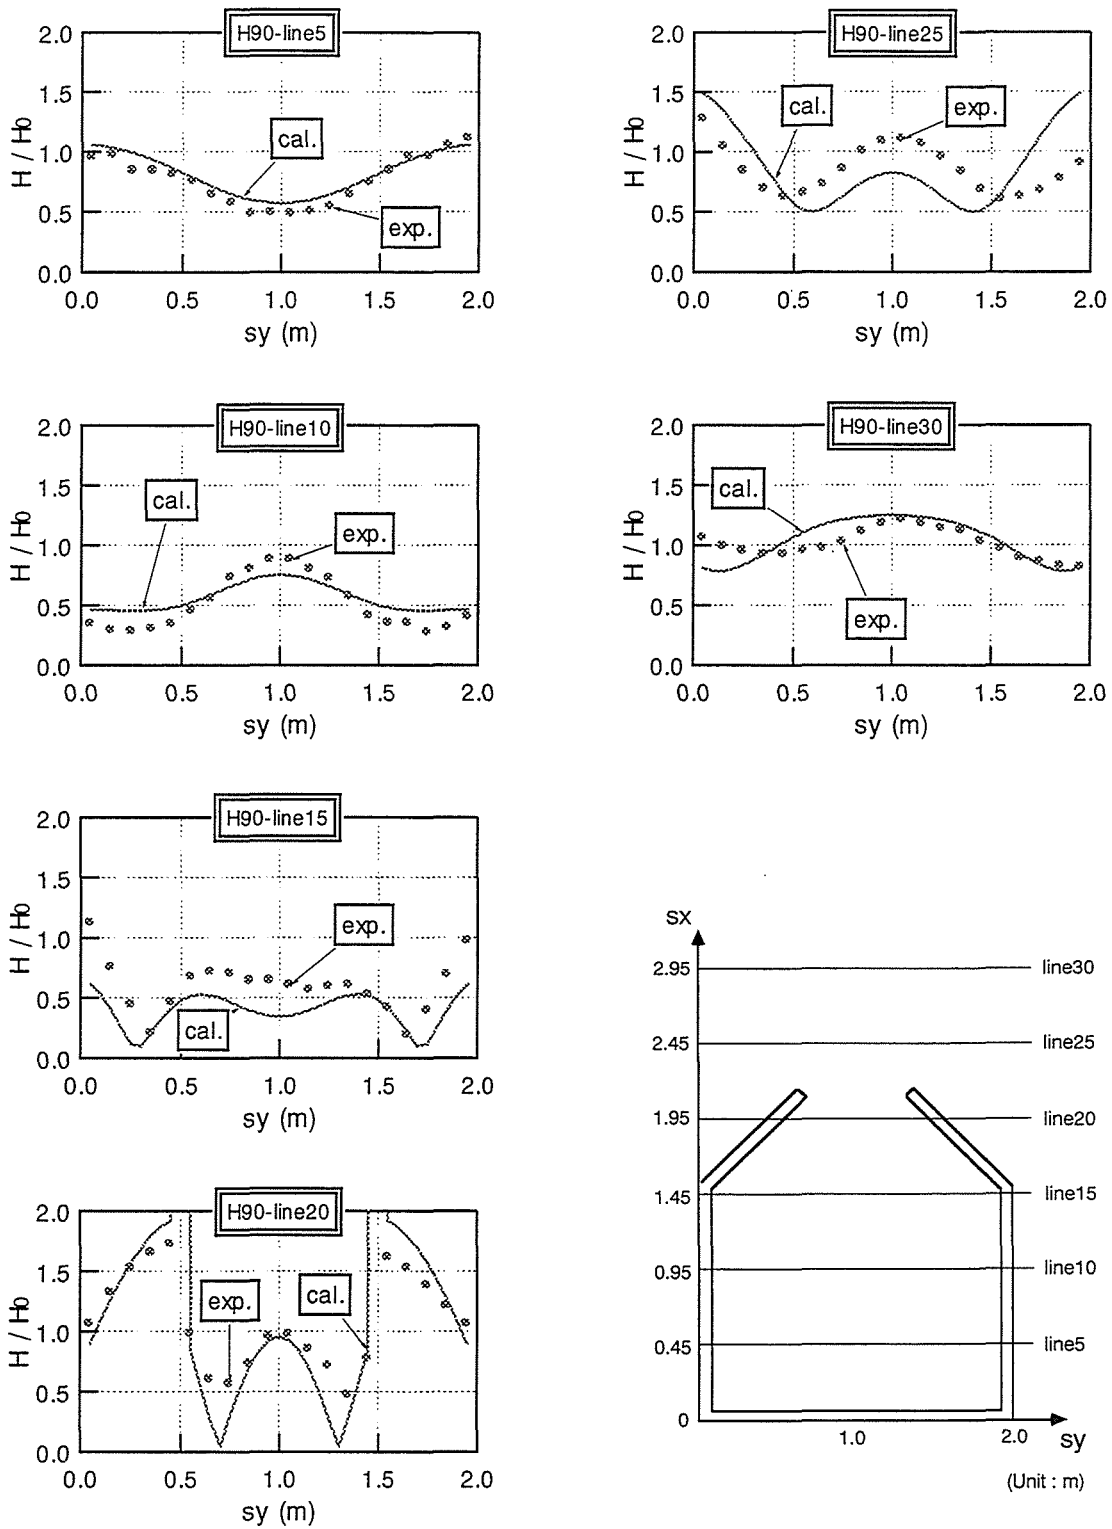 H90-line5
2.0
1.5
1.0
0.5
0.0
H / H0
cal.
exp.
0.0 0.5 1.0 1.5 2.0
sy (m)
H90-line25
2.0
1.5
1.0
0.5
0.0
H / H0
cal.
exp.
0.0 0.5 1.0 1.5 2.0
sy (m)
H90-line10
2.0
1.5
1.0
0.5
0.0
H / H0
cal.
exp.
0.0 0.5 1.0 1.5 2.0
sy (m)
H90-line30
2.0
1.5
1.0
0.5
0.0
H / H0
cal.
exp.
0.0 0.5 1.0 1.5 2.0
sy (m)
H90-line15
2.0
1.5
1.0
0.5
0.0
H / H0
exp.
cal.
0.0 0.5 1.0 1.5 2.0
sy (m)
H90-line20
2.0
1.5
1.0
0.5
0.0
H / H0
exp.
cal.
0.0 0.5 1.0 1.5 2.0
sy (m)
sx
2.95 line30
2.45 line25
1.95 line20
1.45 line15
0.95 line10
0.45 line5
0
1.0 2.0 sy
(Unit : m)